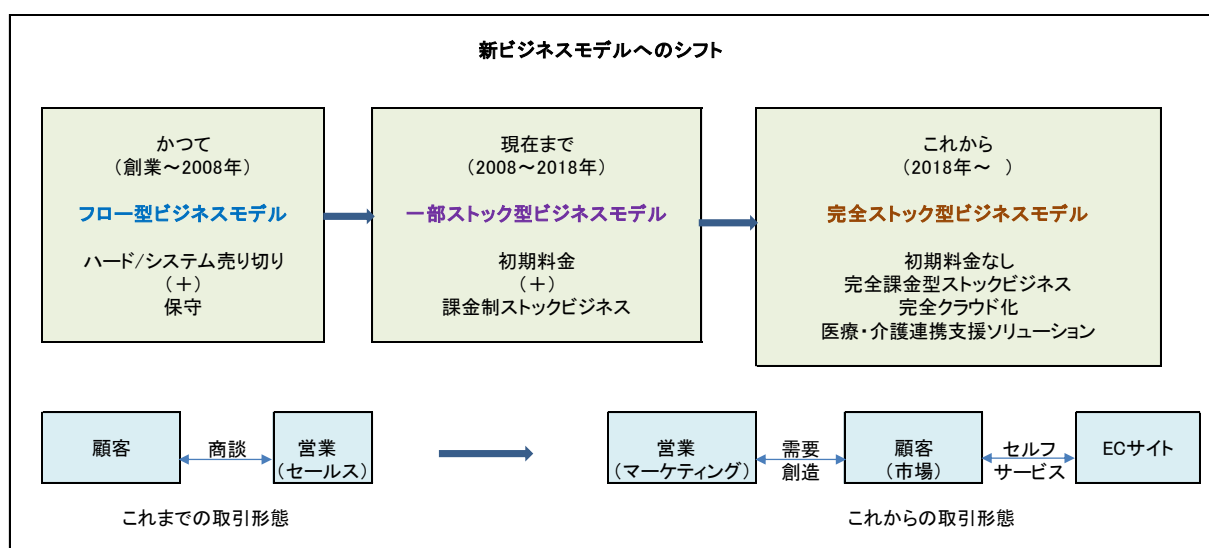 新ビジネスモデルへのシフト
かつて
（創業～2008年）
フロー型ビジネスモデル
ハード/システム売り切り
（＋）
保守
現在まで
（2008～2018年）
一部ストック型ビジネスモデル
初期料金
（＋）
課金制ストックビジネス
これから
（2018年～ ）
完全ストック型ビジネスモデル
初期料金なし
完全課金型ストックビジネス
完全クラウド化
医療・介護連携支援ソリューション
顧客
商談
営業
（セールス）
これまでの取引形態
営業
（マーケティング）
需要
創造
顧客
（市場）
セルフ
サービス
ECサイト
これからの取引形態